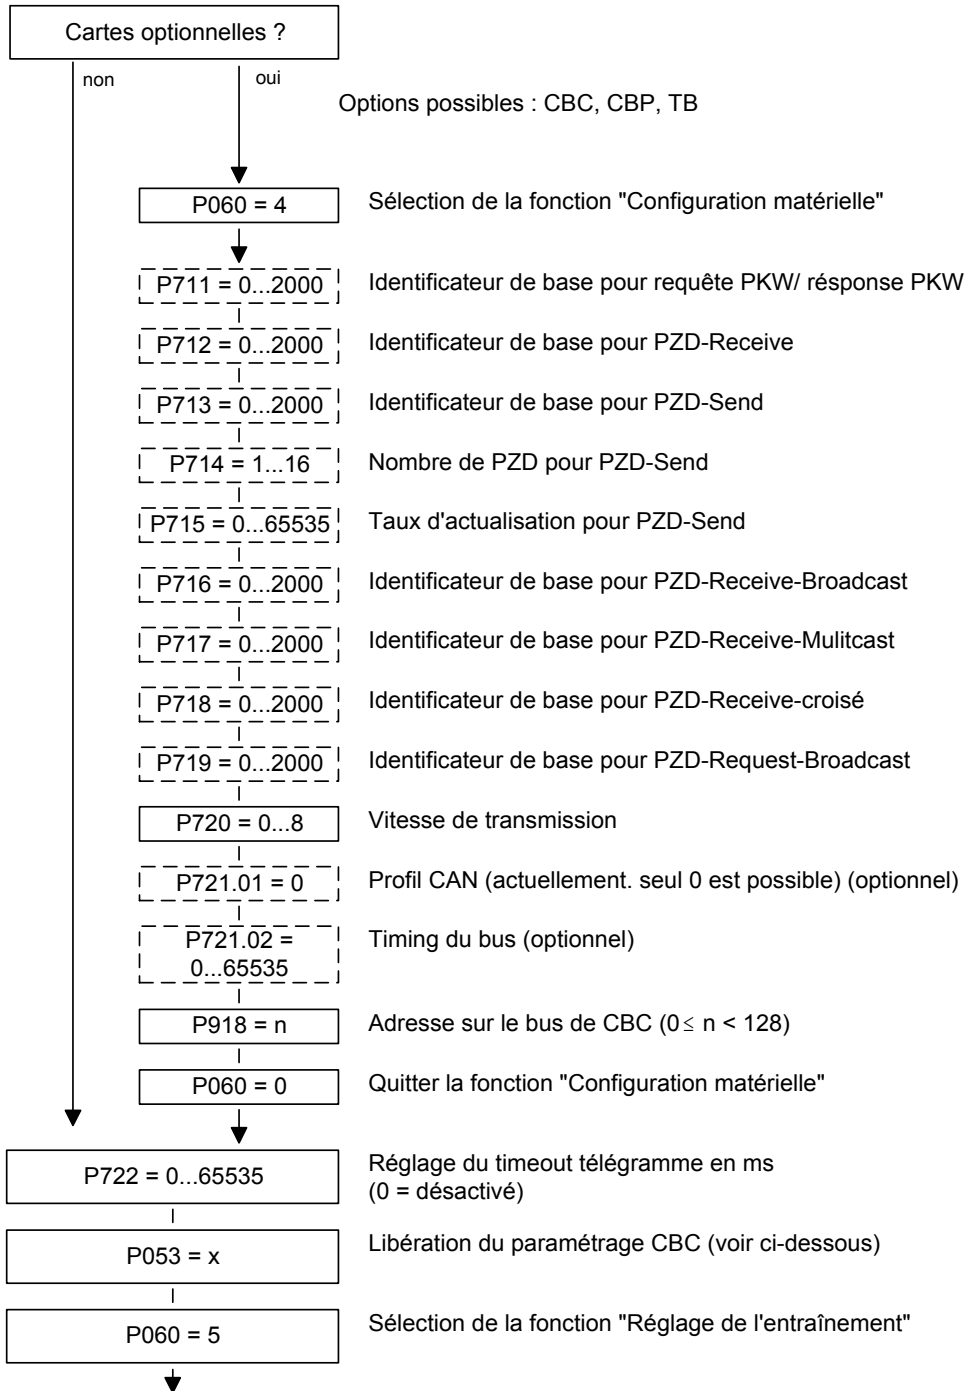 Cartes optionnelles ?
non
oui
Options possibles : CBC, CBP, TB
P060 = 4
Sélection de la fonction "Configuration matérielle"
P711 = 0...2000
Identificateur de base pour requête PKW/ résponse PKW
P712 = 0...2000
Identificateur de base pour PZD-Receive
P713 = 0...2000
Identificateur de base pour PZD-Send
P714 = 1...16
Nombre de PZD pour PZD-Send
P715 = 0...65535
Taux d'actualisation pour PZD-Send
P716 = 0...2000
Identificateur de base pour PZD-Receive-Broadcast
P717 = 0...2000
Identificateur de base pour PZD-Receive-Mulitcast
P718 = 0...2000
Identificateur de base pour PZD-Receive-croisé
P719 = 0...2000
Identificateur de base pour PZD-Request-Broadcast
P720 = 0...8
Vitesse de transmission
P721.01 = 0
Profil CAN (actuellement. seul 0 est possible) (optionnel)
P721.02 =
0...65535
Timing du bus (optionnel)
P918 = n
Adresse sur le bus de CBC (0 ≤ n < 128)
P060 = 0
Quitter la fonction "Configuration matérielle"
P722 = 0...65535
Réglage du timeout télégramme en ms
(0 = désactivé)
P053 = x
Libération du paramétrage CBC (voir ci-dessous)
P060 = 5
Sélection de la fonction "Réglage de l'entraînement"